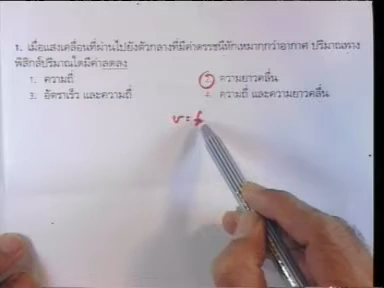 1. เมื่อแสงเคลื่อนที่ผ่านไปยังตัวกลางที่มีค่าดรรชนีหักเหมากกว่าอากาศ ปริมาณทาง
พิสิกส์ปริมาณใดมีค่าลดลง
1. ความถี่ 2. ความยาวคลื่น
3. อัตราเร็ว และความถี่ 4. ความถี่ และความยาวคลื่น
v = f